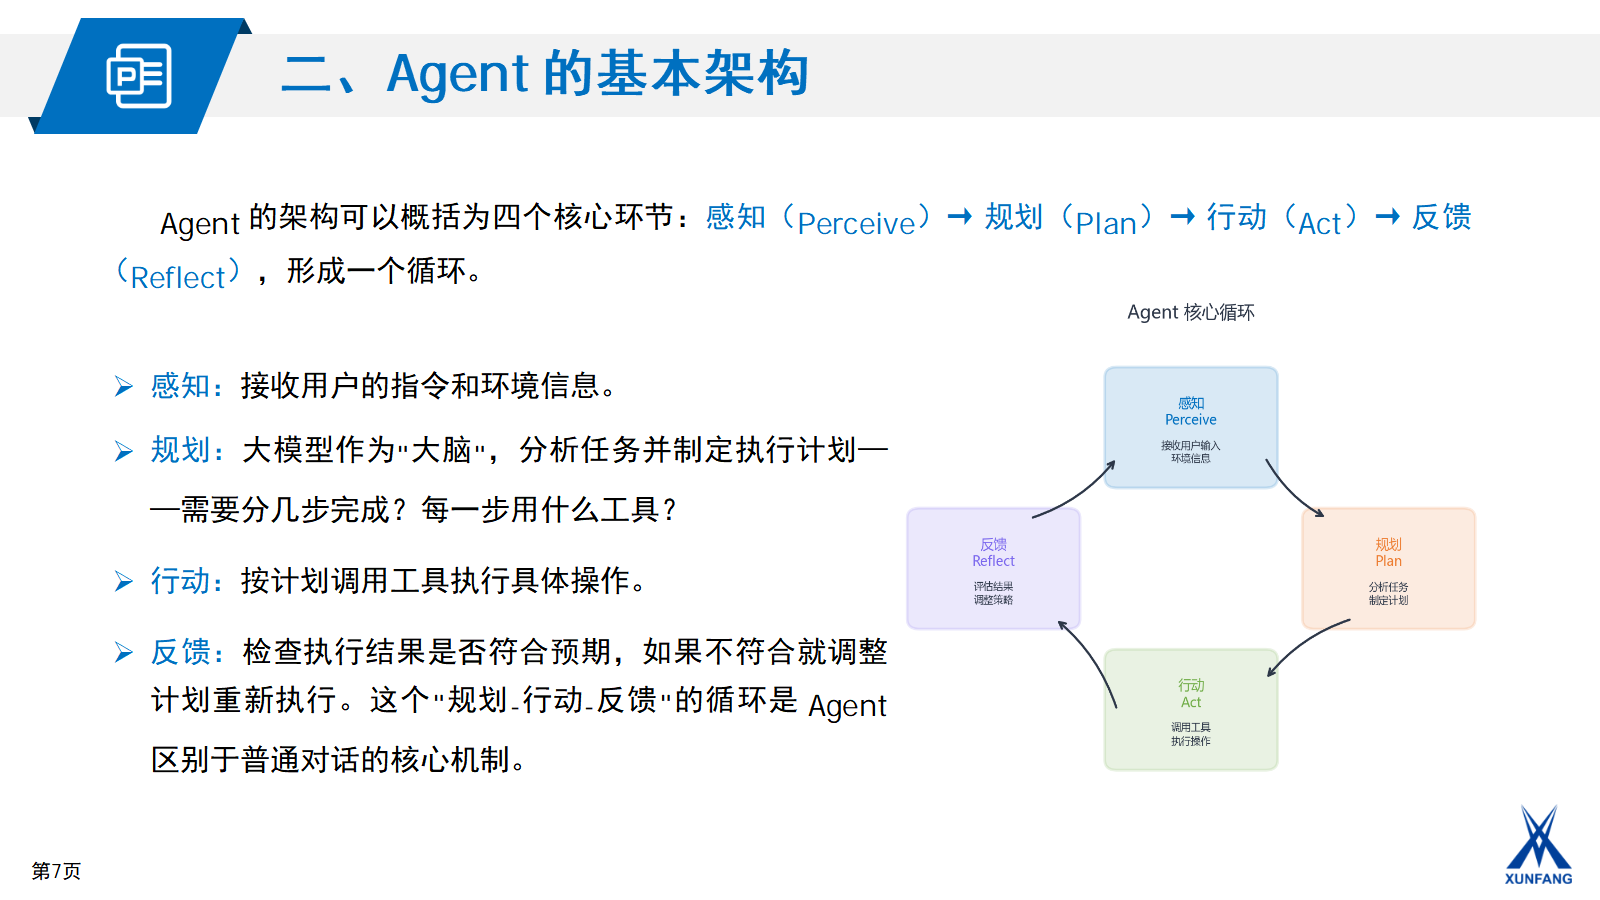 二、Agent 的基本架构
Agent 的架构可以概括为四个核心环节：感知（Perceive）➞ 规划（Plan）➞ 行动（Act）➞ 反馈
（Reflect），形成一个循环。
➢ 感知：接收用户的指令和环境信息。
➢ 规划：大模型作为"大脑"，分析任务并制定执行计划—
—需要分几步完成？每一步用什么工具？
➢ 行动：按计划调用工具执行具体操作。
➢ 反馈：检查执行结果是否符合预期，如果不符合就调整
计划重新执行。这个"规划-行动-反馈"的循环是 Agent
区别于普通对话的核心机制。
Agent 核心循环
感知
Perceive
接收用户输入
环境信息
反馈
Reflect
评估结果
调整策略
规划
Plan
分析任务
制定计划
行动
Act
调用工具
执行操作
第7页
XUNFANG